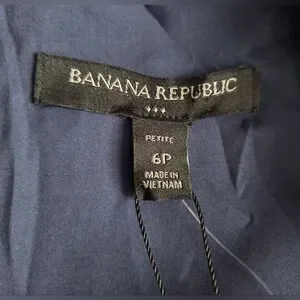 BANANA REPUBLIC
PETITE
6P
MADE IN
VIETNAM